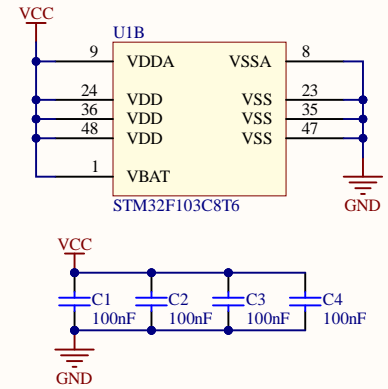 VCC
U1B
9 VDDA VSSA 8
24 VDD VSS 23
36 VDD VSS 35
48 VDD VSS 47
1 VBAT
STM32F103C8T6
GND
VCC
C1 C2 C3 C4
100nF 100nF 100nF 100nF
GND